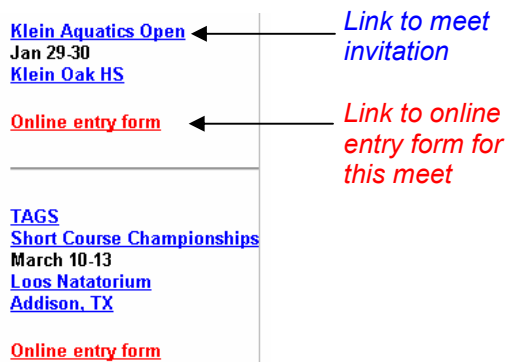 Klein Aquatics Open
Jan 29-30
Klein Oak HS
Online entry form
Link to meet
invitation
Link to online
entry form for
this meet
TAGS
Short Course Championships
March 10-13
Loos Natatorium
Addison, TX
Online entry form